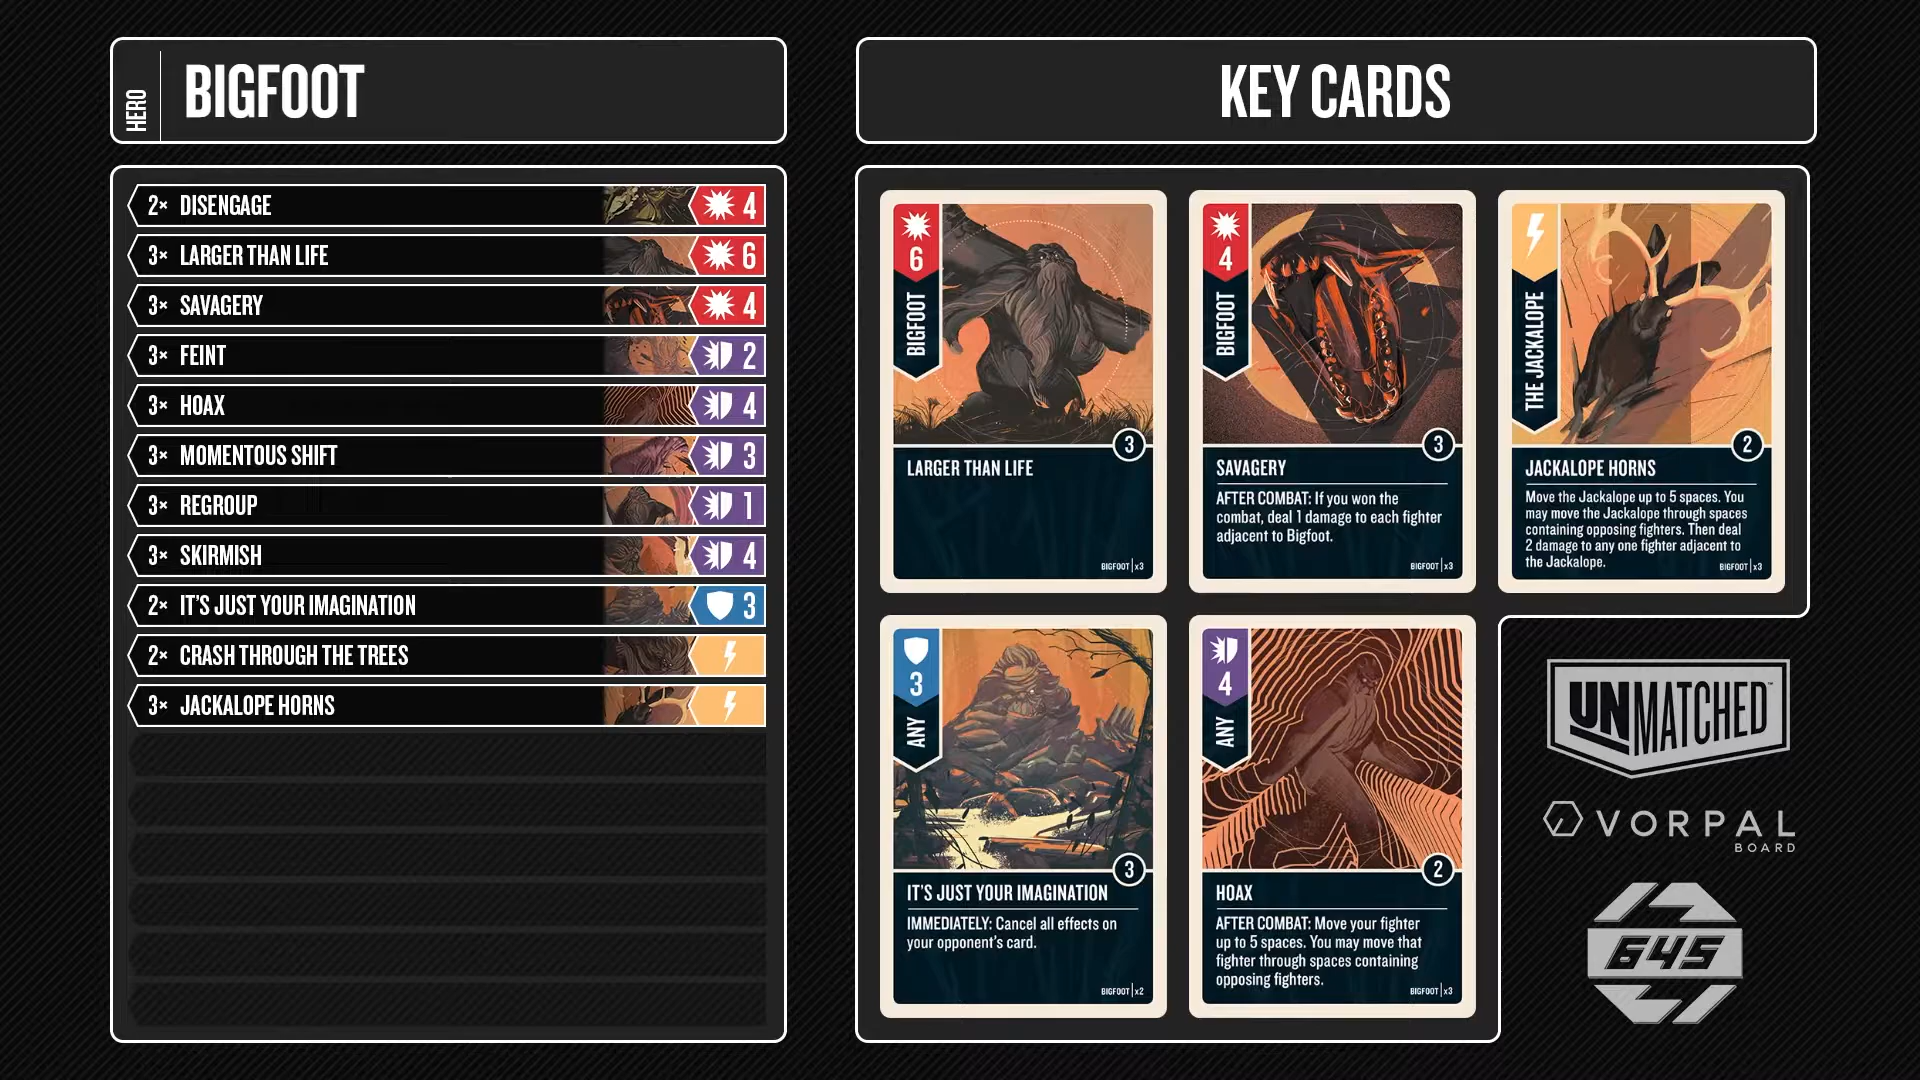 HERO
BIGFOOT
2× DISENGAGE 4
3× LARGER THAN LIFE 6
3× SAVAGERY 4
3× FEINT 2
3× HOAX 4
3× MOMENTOUS SHIFT 3
3× REGROUP 1
3× SKIRMISH 4
2× IT'S JUST YOUR IMAGINATION 3
2× CRASH THROUGH THE TREES
3× JACKALOPE HORNS
KEY CARDS
6
BIGFOOT
3
LARGER THAN LIFE
BIGFOOT | x3
4
BIGFOOT
3
SAVAGERY
AFTER COMBAT: If you won the
combat, deal 1 damage to each fighter
adjacent to Bigfoot.
BIGFOOT | x3
THE JACKALOPE
2
JACKALOPE HORNS
Move the Jackalope up to 5 spaces. You
may move the Jackalope through spaces
containing opposing fighters. Then deal
2 damage to any one fighter adjacent to
the Jackalope.
BIGFOOT | x3
3
ANY
3
IT'S JUST YOUR IMAGINATION
IMMEDIATELY: Cancel all effects on
your opponent's card.
BIGFOOT | x2
4
ANY
2
HOAX
AFTER COMBAT: Move your fighter
up to 5 spaces. You may move that
fighter through spaces containing
opposing fighters.
BIGFOOT | x3
UNMATCHED™
VORPAL
BOARD
645